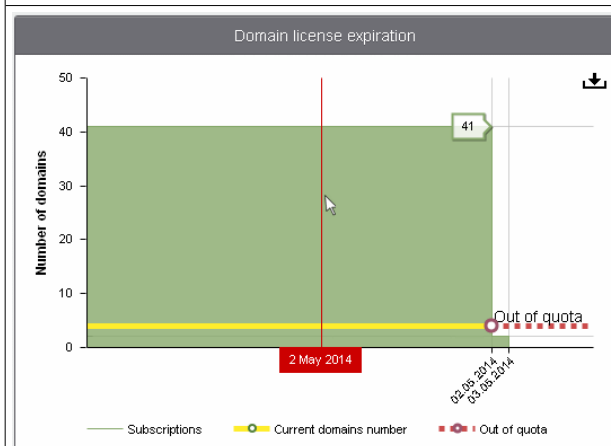 Domain license expiration
50
41
40
30
20
10
0
Number of domains
Out of quota
2 May 2014
02.05.2014
03.05.2014
Subscriptions
Current domains number
Out of quota